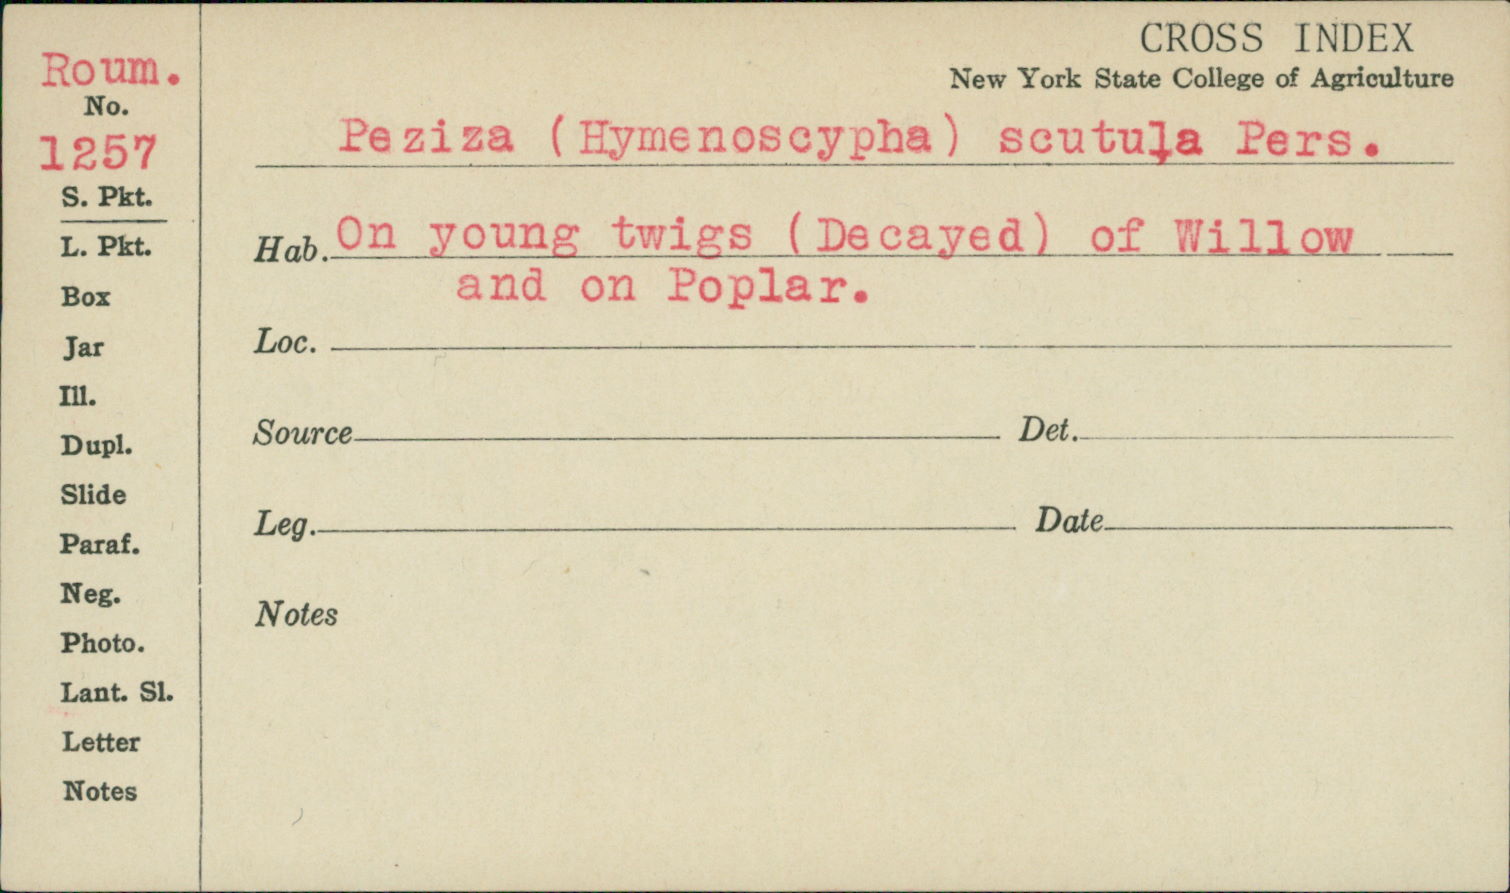 CROSS INDEX
New York State College of Agriculture
Roum.
No.
1257
S. Pkt.
L. Pkt.
Box
Jar
Ill.
Dupl.
Slide
Paraf.
Neg.
Photo.
Lant. Sl.
Letter
Notes
Peziza (Hymenoscypha) scutula Pers.
Hab. On young twigs (Decayed) of Willow
and on Poplar.
Loc.
Source Det.
Leg. Date
Notes